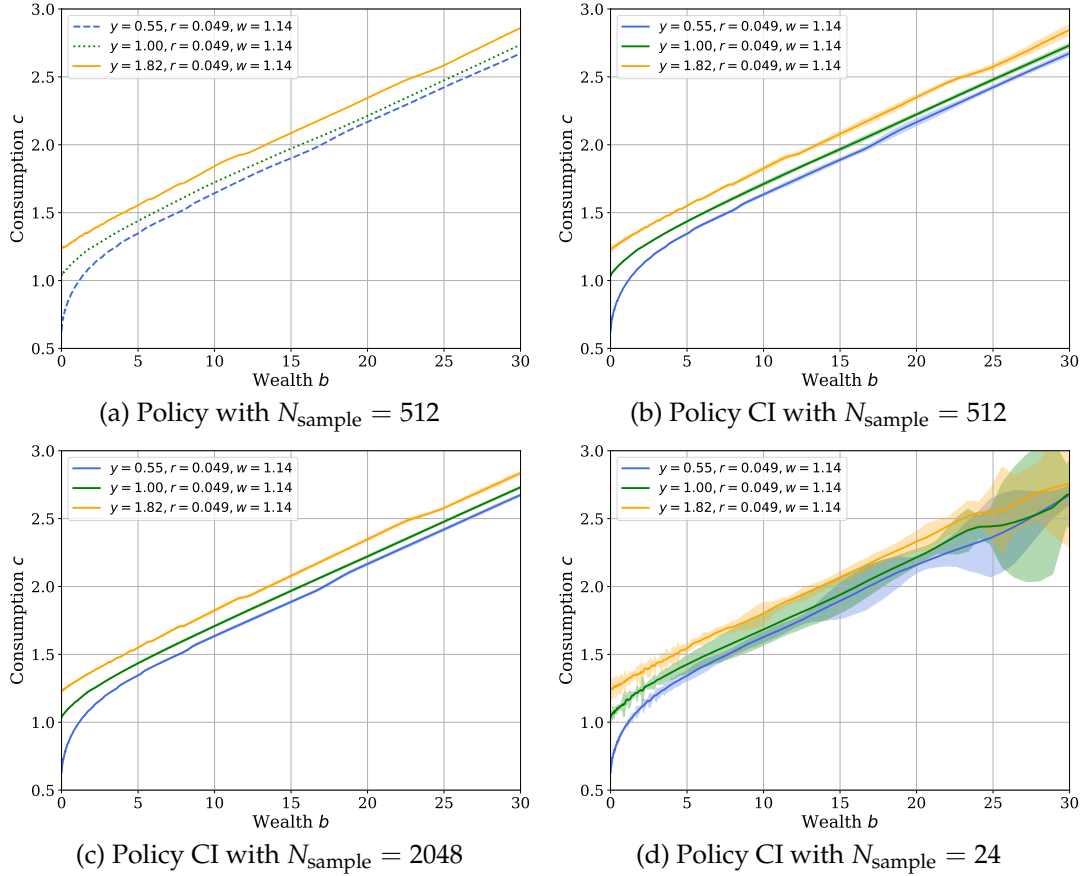 3.0
2.5
2.0
1.5
1.0
0.5
Consumption c
y = 0.55, r = 0.049, w = 1.14
y = 1.00, r = 0.049, w = 1.14
y = 1.82, r = 0.049, w = 1.14
0 5 10 15 20 25 30
Wealth b
(a) Policy with N_sample = 512
3.0
2.5
2.0
1.5
1.0
0.5
Consumption c
y = 0.55, r = 0.049, w = 1.14
y = 1.00, r = 0.049, w = 1.14
y = 1.82, r = 0.049, w = 1.14
0 5 10 15 20 25 30
Wealth b
(b) Policy CI with N_sample = 512
3.0
2.5
2.0
1.5
1.0
0.5
Consumption c
y = 0.55, r = 0.049, w = 1.14
y = 1.00, r = 0.049, w = 1.14
y = 1.82, r = 0.049, w = 1.14
0 5 10 15 20 25 30
Wealth b
(c) Policy CI with N_sample = 2048
3.0
2.5
2.0
1.5
1.0
0.5
Consumption c
y = 0.55, r = 0.049, w = 1.14
y = 1.00, r = 0.049, w = 1.14
y = 1.82, r = 0.049, w = 1.14
0 5 10 15 20 25 30
Wealth b
(d) Policy CI with N_sample = 24